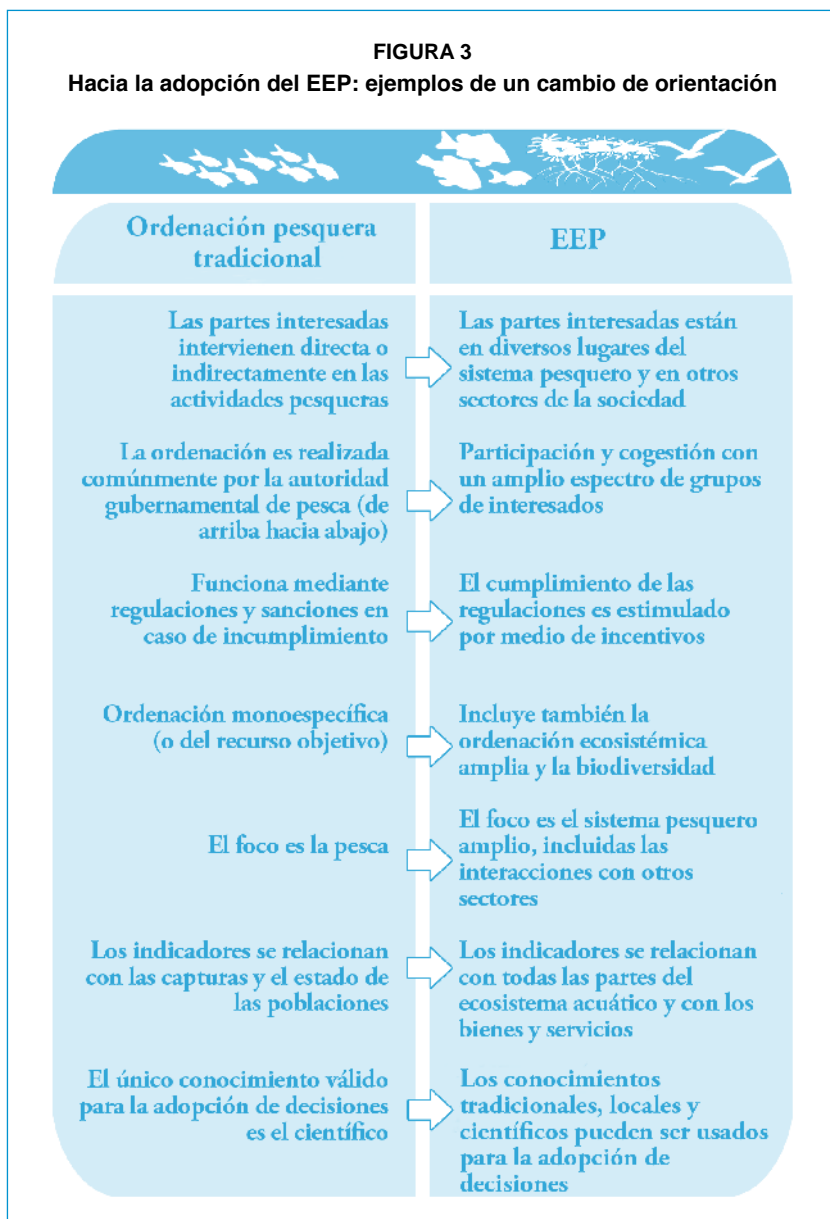 FIGURA 3
Hacia la adopción del EEP: ejemplos de un cambio de orientación
Ordenación pesquera
tradicional
EEP
Las partes interesadas
intervienen directa o
indirectamente en las
actividades pesqueras
Las partes interesadas están
en diversos lugares del
sistema pesquero y en otros
sectores de la sociedad
La ordenación es realizada
comúnmente por la autoridad
gubernamental de pesca (de
arriba hacia abajo)
Participación y cogestión con
un amplio espectro de grupos
de interesados
Funciona mediante
regulaciones y sanciones en
caso de incumplimiento
El cumplimiento de las
regulaciones es estimulado
por medio de incentivos
Ordenación monoespecífica
(o del recurso objetivo)
Incluye también la
ordenación ecosistémica
amplia y la biodiversidad
El foco es la pesca
El foco es el sistema pesquero
amplio, incluidas las
interacciones con otros
sectores
Los indicadores se relacionan
con las capturas y el estado de
las poblaciones
Los indicadores se relacionan
con todas las partes del
ecosistema acuático y con los
bienes y servicios
El único conocimiento válido
para la adopción de decisiones
es el científico
Los conocimientos
tradicionales, locales y
científicos pueden ser usados
para la adopción de
decisiones